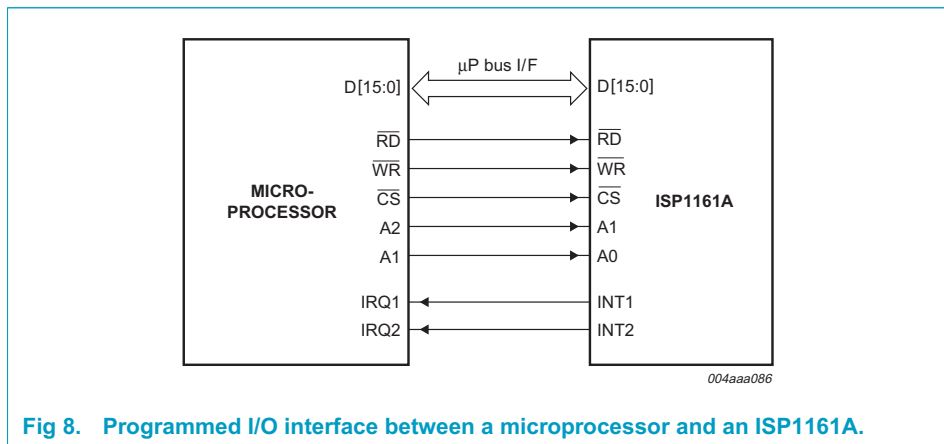 μP bus I/F
D[15:0] D[15:0]
RD RD
WR WR
CS CS
MICRO-
PROCESSOR
ISP1161A
A2 A1
A1 A0
IRQ1 INT1
IRQ2 INT2
004aaa086
Fig 8. Programmed I/O interface between a microprocessor and an ISP1161A.